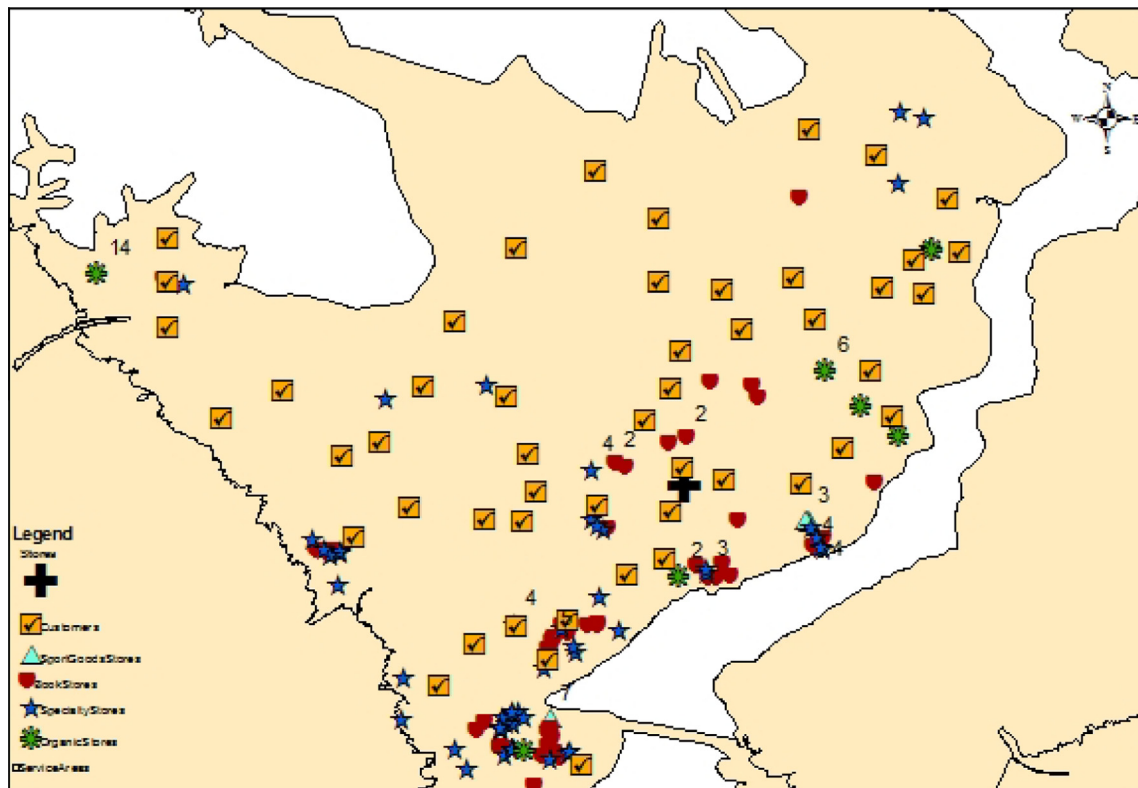 N
W E
S
14
6
2
4 2
3
4
4
2 3
4
5
7
Legend
Stores
Customers
SportGoodsStores
BookStores
SpecialtyStores
OrganicStores
ServiceAreas